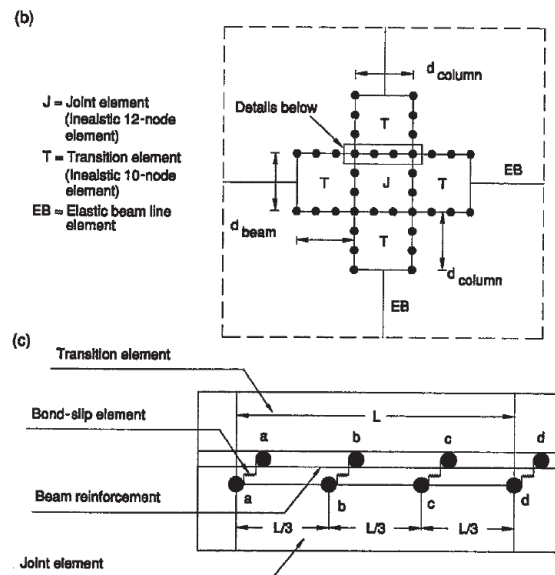 (b)
J = Joint element
(Inealstic 12-node
element)
T = Transition element
(Inealstic 10-node
element)
EB = Elastic beam line
element
d column
Details below
T
T
J
T
EB
d beam
T
d column
EB
(c)
Transition element
L
Bond-slip element
a
b
c
d
Beam reinforcement
a
b
c
d
L/3
L/3
L/3
Joint element